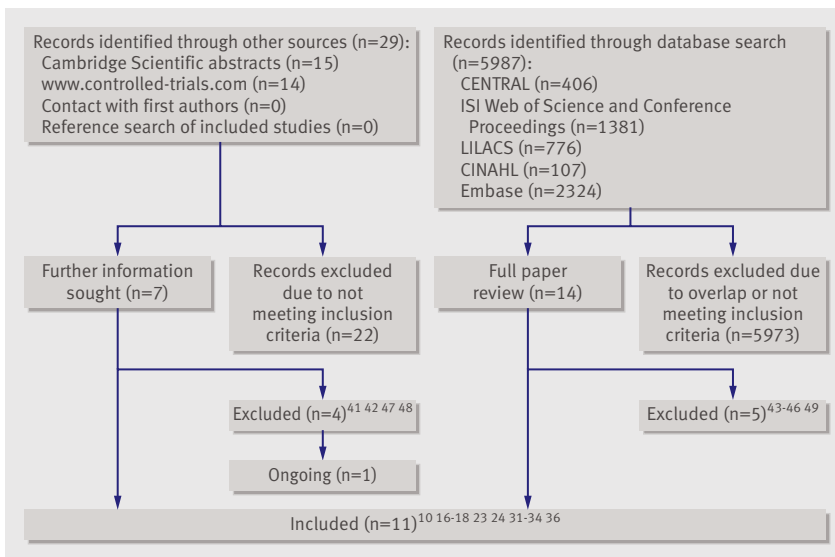 Records identified through other sources (n=29):
Cambridge Scientific abstracts (n=15)
www.controlled-trials.com (n=14)
Contact with first authors (n=0)
Reference search of included studies (n=0)
Records identified through database search
(n=5987):
CENTRAL (n=406)
ISI Web of Science and Conference
Proceedings (n=1381)
LILACS (n=776)
CINAHL (n=107)
Embase (n=2324)
Further information
sought (n=7)
Records excluded
due to not
meeting inclusion
criteria (n=22)
Full paper
review (n=14)
Records excluded due
to overlap or not
meeting inclusion
criteria (n=5973)
Excluded (n=4)41 42 47 48
Excluded (n=5)43-46 49
Ongoing (n=1)
Included (n=11)10 16-18 23 24 31-34 36